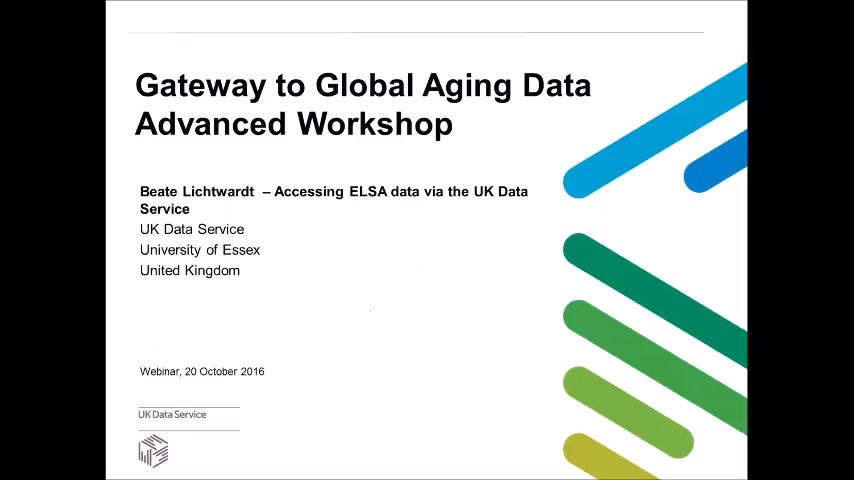 Gateway to Global Aging Data
Advanced Workshop
Beate Lichtwardt – Accessing ELSA data via the UK Data
Service
UK Data Service
University of Essex
United Kingdom
Webinar, 20 October 2016
UK Data Service